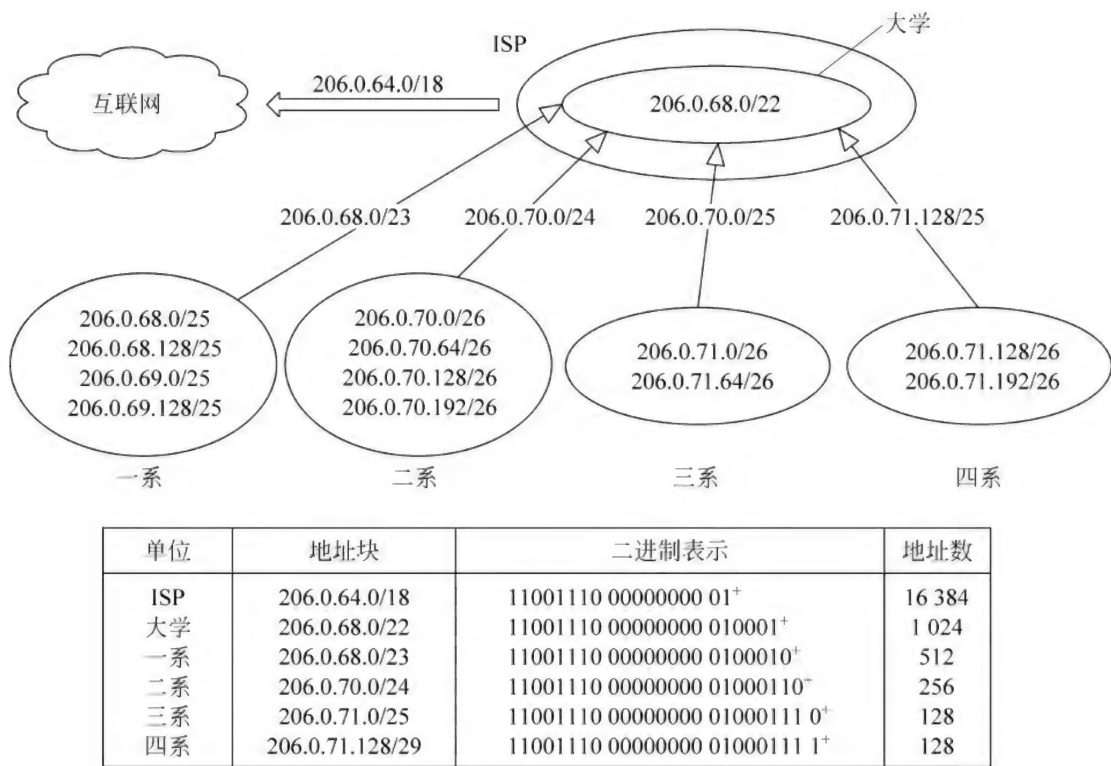 ISP
大学
206.0.64.0/18
互联网
206.0.68.0/22
206.0.68.0/23
206.0.70.0/24
206.0.70.0/25
206.0.71.128/25
206.0.68.0/25
206.0.68.128/25
206.0.69.0/25
206.0.69.128/25
206.0.70.0/26
206.0.70.64/26
206.0.70.128/26
206.0.70.192/26
206.0.71.0/26
206.0.71.64/26
206.0.71.128/26
206.0.71.192/26
一系 二系 三系 四系
单位 地址块 二进制表示 地址数
ISP 206.0.64.0/18 11001110 00000000 01+ 16 384
大学 206.0.68.0/22 11001110 00000000 010001+ 1 024
一系 206.0.68.0/23 11001110 00000000 0100010+ 512
二系 206.0.70.0/24 11001110 00000000 01000110+ 256
三系 206.0.71.0/25 11001110 00000000 01000111 0+ 128
四系 206.0.71.128/29 11001110 00000000 01000111 1+ 128